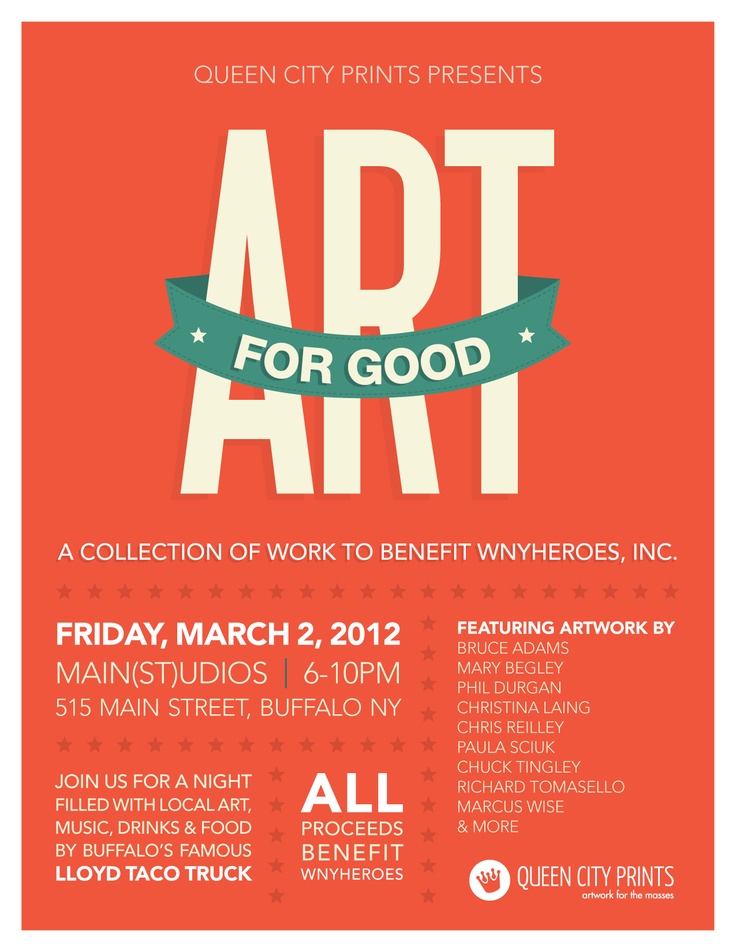 QUEEN CITY PRINTS PRESENTS
ART
FOR GOOD
A COLLECTION OF WORK TO BENEFIT WNYHEROES, INC.
FRIDAY, MARCH 2, 2012
MAIN(ST)UDIOS | 6-10PM
515 MAIN STREET, BUFFALO NY
JOIN US FOR A NIGHT
FILLED WITH LOCAL ART,
MUSIC, DRINKS & FOOD
BY BUFFALO'S FAMOUS
LLOYD TACO TRUCK
ALL
PROCEEDS
BENEFIT
WNYHEROES
FEATURING ARTWORK BY
BRUCE ADAMS
MARY BEGLEY
PHIL DURGAN
CHRISTINA LAING
CHRIS REILLEY
PAULA SCIUK
CHUCK TINGLEY
RICHARD TOMASELLO
MARCUS WISE
& MORE
QUEEN CITY PRINTS
artwork for the masses